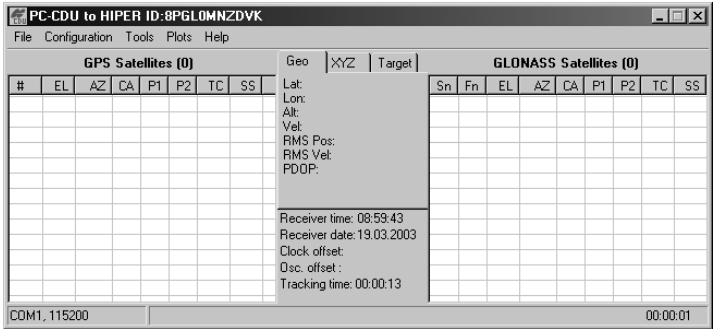 PC-CDU to HIPER ID:8PGL0MNZDVK
File Configuration Tools Plots Help
GPS Satellites (0)
# EL AZ CA P1 P2 TC SS
Geo XYZ Target
Lat:
Lon:
Alt:
Vel:
RMS Pos:
RMS Vel:
PDOP:
Receiver time: 08:59:43
Receiver date: 19.03.2003
Clock offset:
Osc. offset :
Tracking time: 00:00:13
GLONASS Satellites (0)
Sn Fn EL AZ CA P1 P2 TC SS
COM1, 115200
00:00:01